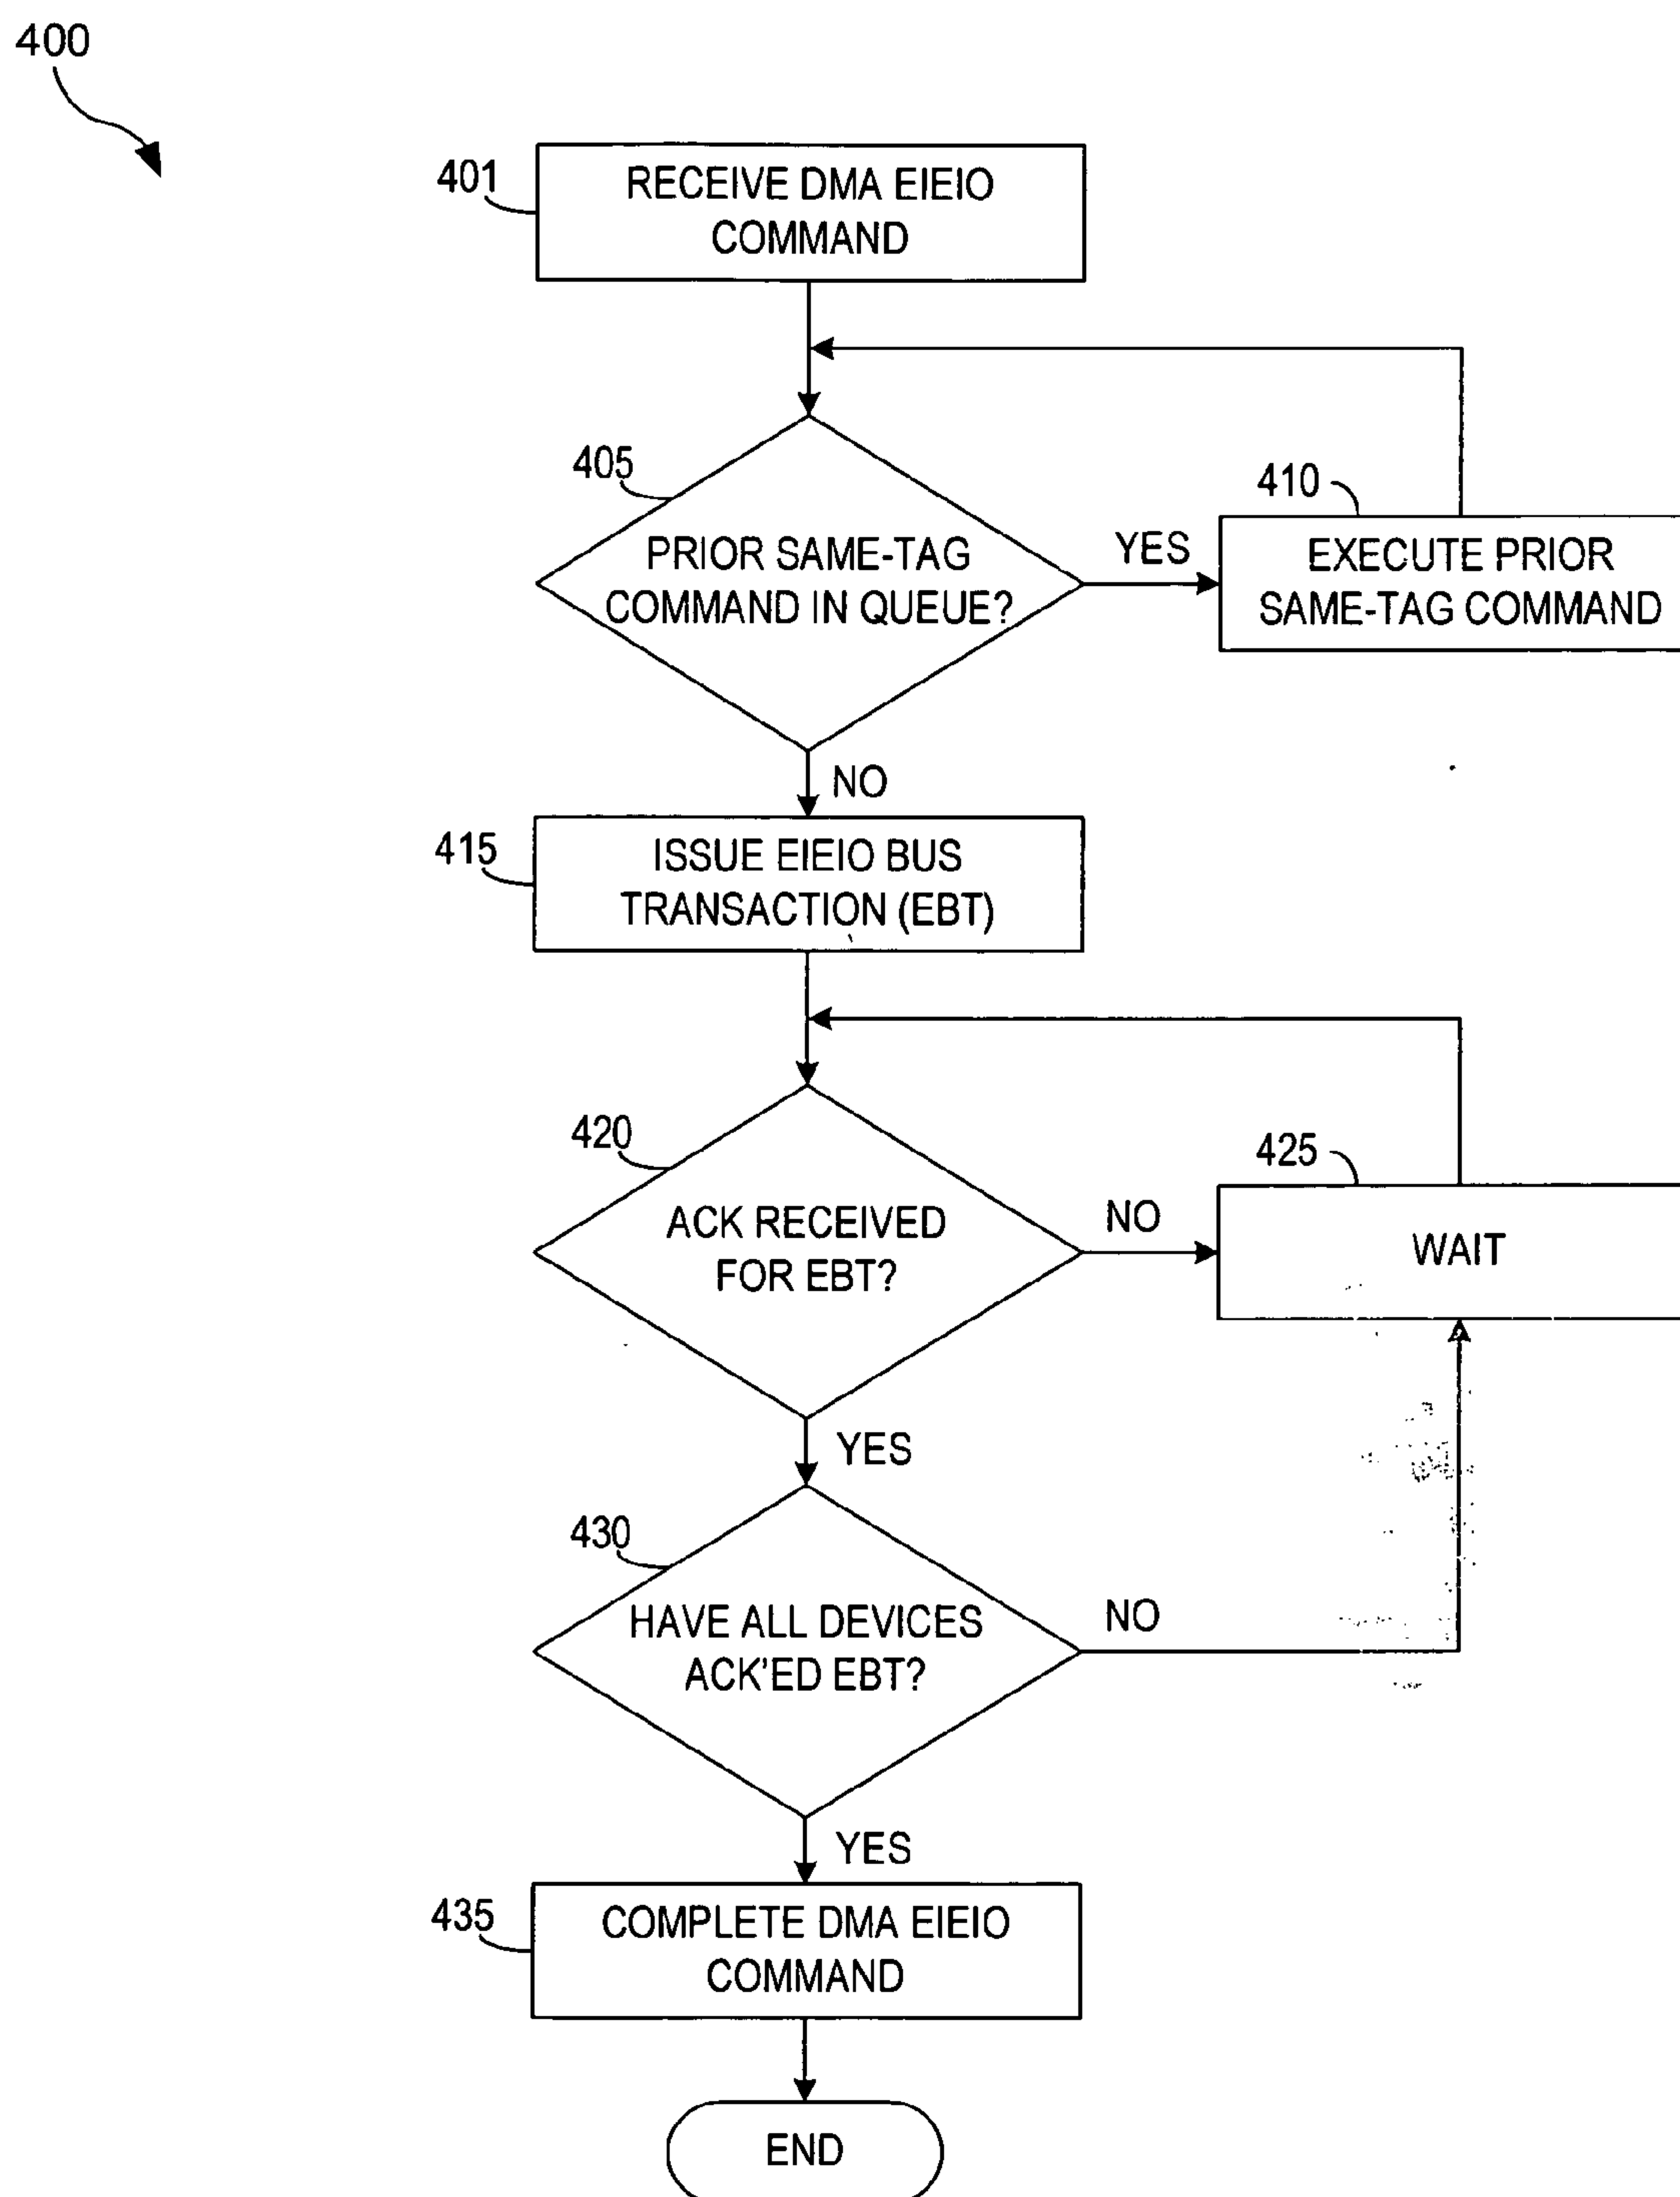 400
401
RECEIVE DMA EIEIO
COMMAND
405
PRIOR SAME-TAG
COMMAND IN QUEUE?
YES
410
EXECUTE PRIOR
SAME-TAG COMMAND
NO
415
ISSUE EIEIO BUS
TRANSACTION (EBT)
420
ACK RECEIVED
FOR EBT?
NO
425
WAIT
YES
430
HAVE ALL DEVICES
ACK'ED EBT?
NO
YES
435
COMPLETE DMA EIEIO
COMMAND
END